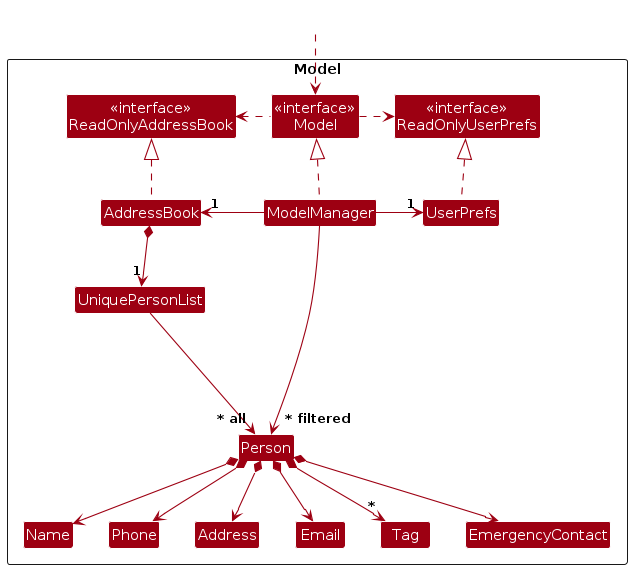 Model
«interface»
ReadOnlyAddressBook
«interface»
Model
«interface»
ReadOnlyUserPrefs
AddressBook
1
ModelManager
1
UserPrefs
1
UniquePersonList
* all
* filtered
Person
*
Name
Phone
Address
Email
Tag
EmergencyContact